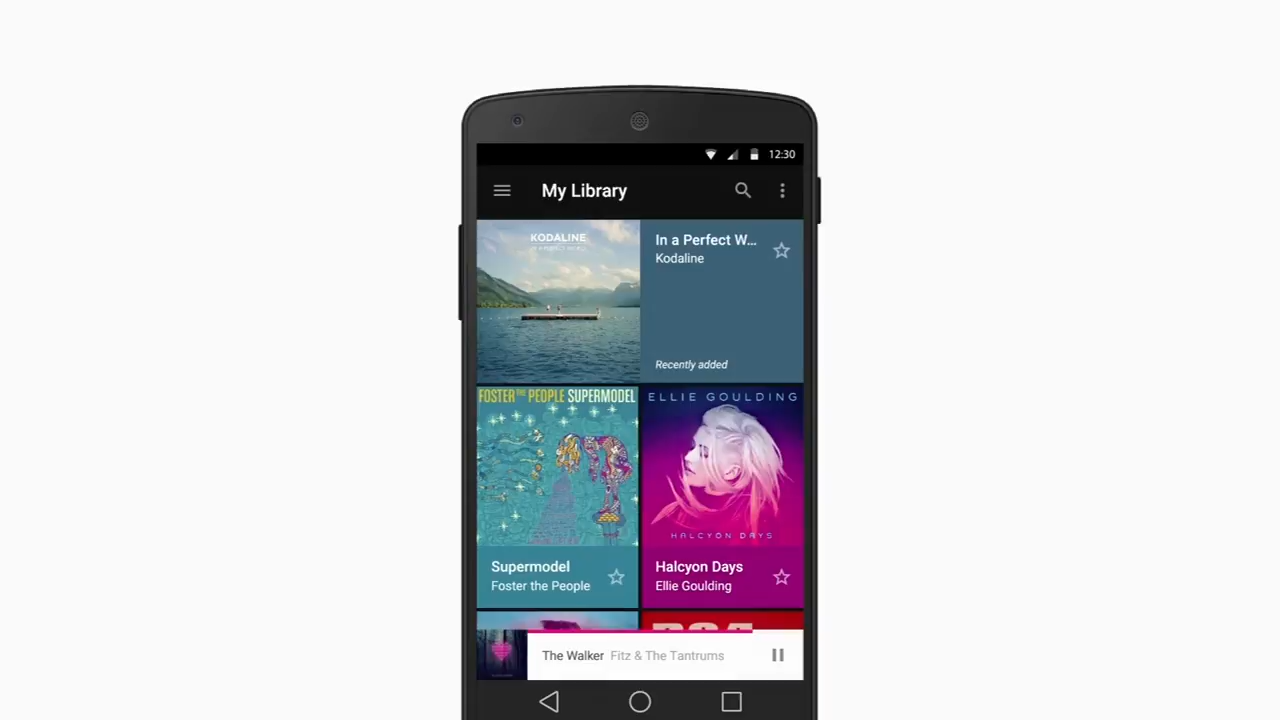 12:30
My Library
KODALINE
In a Perfect W...
Kodaline
Recently added
FOSTER THE PEOPLE SUPERMODEL
ELLIE GOULDING
HALCYON DAYS
Supermodel
Foster the People
Halcyon Days
Ellie Goulding
The Walker Fitz & The Tantrums